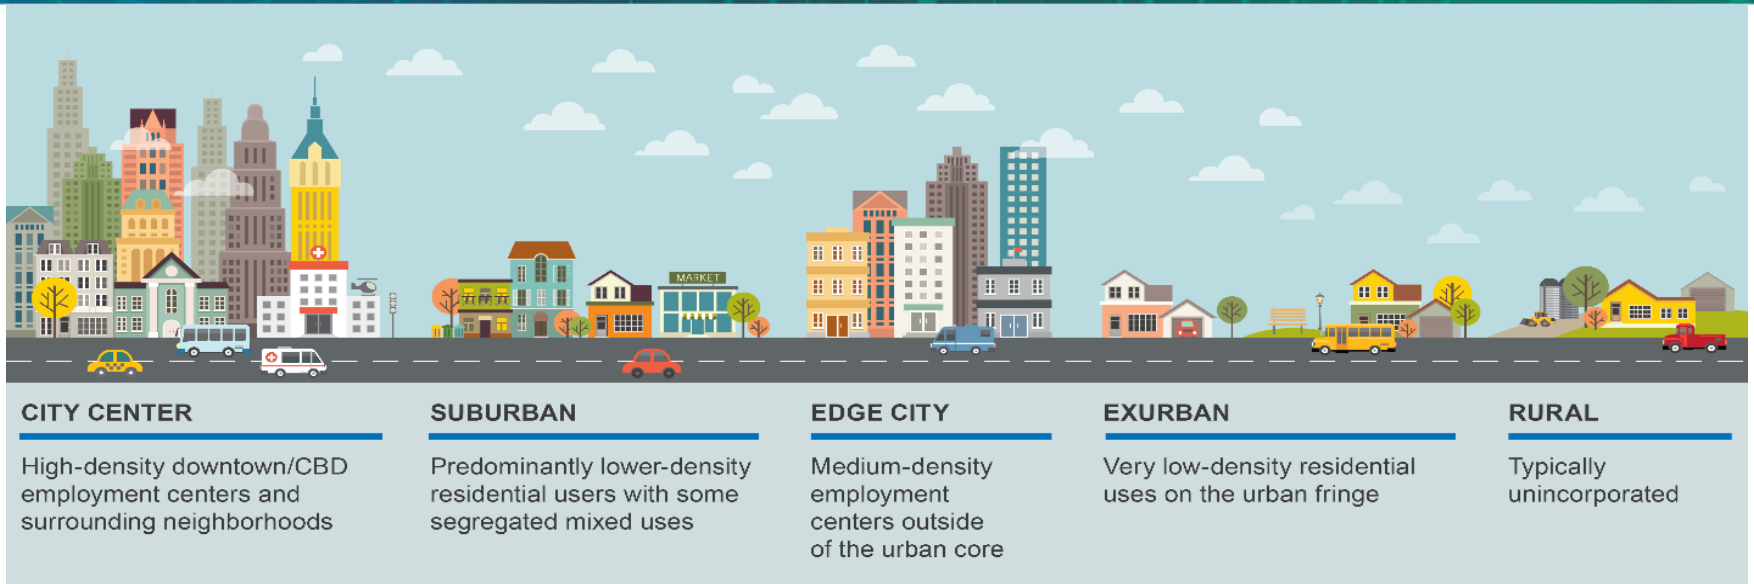 MARKET
CITY CENTER
High-density downtown/CBD
employment centers and
surrounding neighborhoods
SUBURBAN
Predominantly lower-density
residential users with some
segregated mixed uses
EDGE CITY
Medium-density
employment
centers outside
of the urban core
EXURBAN
Very low-density residential
uses on the urban fringe
RURAL
Typically
unincorporated